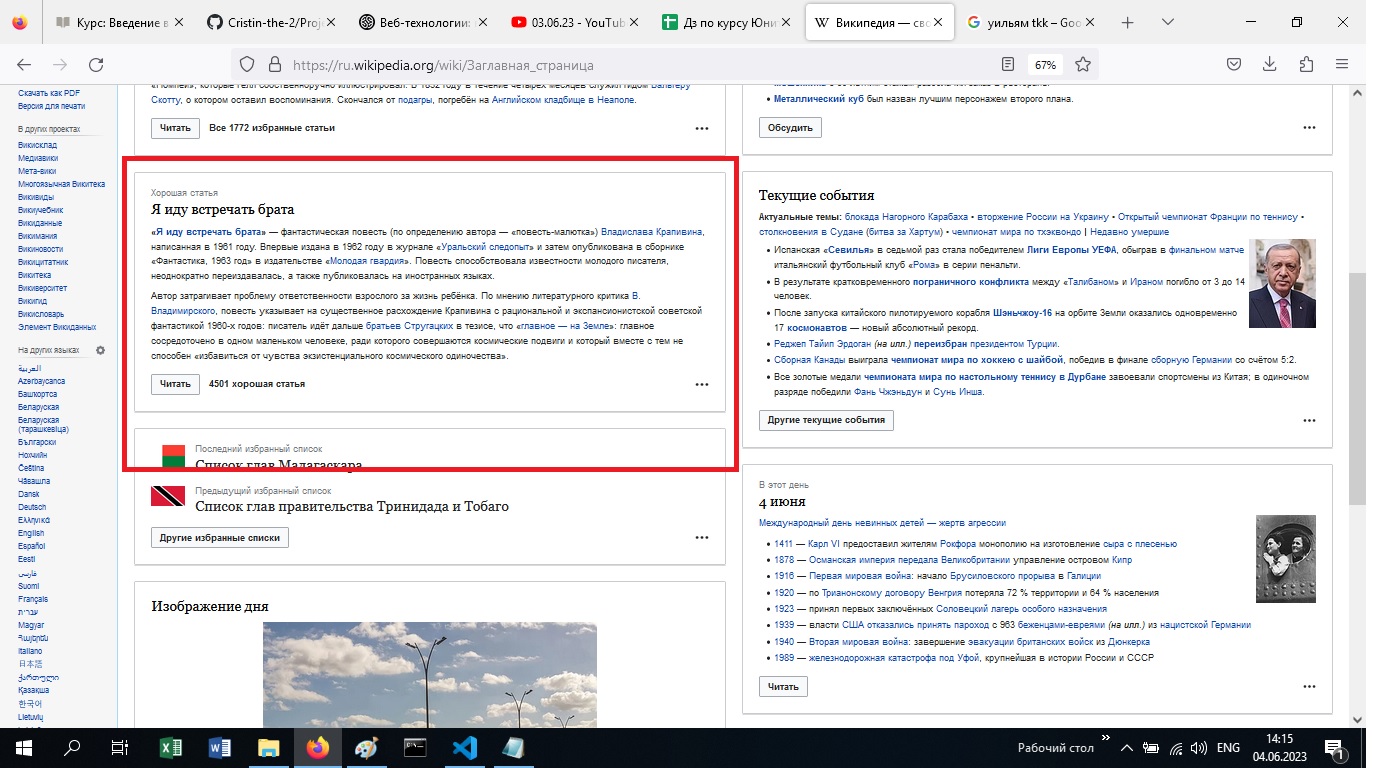 Курс: Введение в
Cristin-the-2/Proje
Веб-технологии:
03.06.23 - YouTub
Дз по курсу Юни
Википедия — сво
уильям tkk – Goo
https://ru.wikipedia.org/wiki/Заглавная_страница
67%
Скачать как PDF
Версия для печати
В других проектах
Викисклад
Медиавики
Мета-вики
Многоязычная Викитека
Викивиды
Викиучебник
Викиданные
Викимания
Викиновости
Викицитатник
Викитека
Викиверситет
Викигид
Викисловарь
Элемент Викиданных
На других языках
العربية
Azərbaycanca
Башҡортса
Беларуская
Беларуская
(тарашкевіца)
Български
Нохчийн
Čeština
Чӑвашла
Dansk
Deutsch
Ελληνικά
English
Español
Eesti
فارسی
Suomi
Français
עברית
Magyar
Հայերեն
Italiano
日本語
ქართული
Қазақша
한국어
Lietuvių
Скотту, о котором оставил воспоминания. Скончался от подагры, погребён на Английском кладбище в Неаполе.
Читать Все 1772 избранные статьи
Хорошая статья
Я иду встречать брата
«Я иду встречать брата» — фантастическая повесть (по определению автора — «повесть-малютка») Владислава Крапивина,
написанная в 1961 году. Впервые издана в 1962 году в журнале «Уральский следопыт» и затем опубликована в сборнике
«Фантастика, 1963 год» в издательстве «Молодая гвардия». Повесть способствовала известности молодого писателя,
неоднократно переиздавалась, а также публиковалась на иностранных языках.
Автор затрагивает проблему ответственности взрослого за жизнь ребёнка. По мнению литературного критика В.
Владимирского, повесть указывает на существенное расхождение Крапивина с рациональной и экспансионистской советской
фантастикой 1960-х годов: писатель идёт дальше братьев Стругацких в тезисе, что «главное — на Земле»: главное
сосредоточено в одном маленьком человеке, ради которого совершаются космические подвиги и который вместе с тем не
способен «избавиться от чувства экзистенциального космического одиночества».
Читать 4501 хорошая статья
Последний избранный список
Список глав Мадагаскара
Предыдущий избранный список
Список глав правительства Тринидада и Тобаго
Другие избранные списки
Изображение дня
Металлический куб был назван лучшим персонажем второго плана.
Обсудить
Текущие события
Актуальные темы: блокада Нагорного Карабаха • вторжение России на Украину • Открытый чемпионат Франции по теннису •
столкновения в Судане (битва за Хартум) • чемпионат мира по тхэквондо | Недавно умершие
Испанская «Севилья» в седьмой раз стала победителем Лиги Европы УЕФА, обыграв в финальном матче
итальянский футбольный клуб «Рома» в серии пенальти.
В результате кратковременного пограничного конфликта между «Талибаном» и Ираном погибло от 3 до 14
человек.
После запуска китайского пилотируемого корабля Шэньчжоу-16 на орбите Земли оказались одновременно
17 космонавтов — новый абсолютный рекорд.
Реджеп Тайип Эрдоган (на илл.) переизбран президентом Турции.
Сборная Канады выиграла чемпионат мира по хоккею с шайбой, победив в финале сборную Германии со счётом 5:2.
Все золотые медали чемпионата мира по настольному теннису в Дурбане завоевали спортсмены из Китая; в одиночном
разряде победили Фань Чжэньдун и Сунь Инша.
Другие текущие события
В этот день
4 июня
Международный день невинных детей — жертв агрессии
1411 — Карл VI предоставил жителям Рокфора монополию на изготовление сыра с плесенью
1878 — Османская империя передала Великобритании управление островом Кипр
1916 — Первая мировая война: начало Брусиловского прорыва в Галиции
1920 — по Трианонскому договору Венгрия потеряла 72 % территории и 64 % населения
1923 — принял первых заключённых Соловецкий лагерь особого назначения
1939 — власти США отказались принять пароход с 963 беженцами-евреями (на илл.) из нацистской Германии
1940 — Вторая мировая война: завершение эвакуации британских войск из Дюнкерка
1989 — железнодорожная катастрофа под Уфой, крупнейшая в истории России и СССР
Читать
Рабочий стол
ENG
14:15
04.06.2023
1